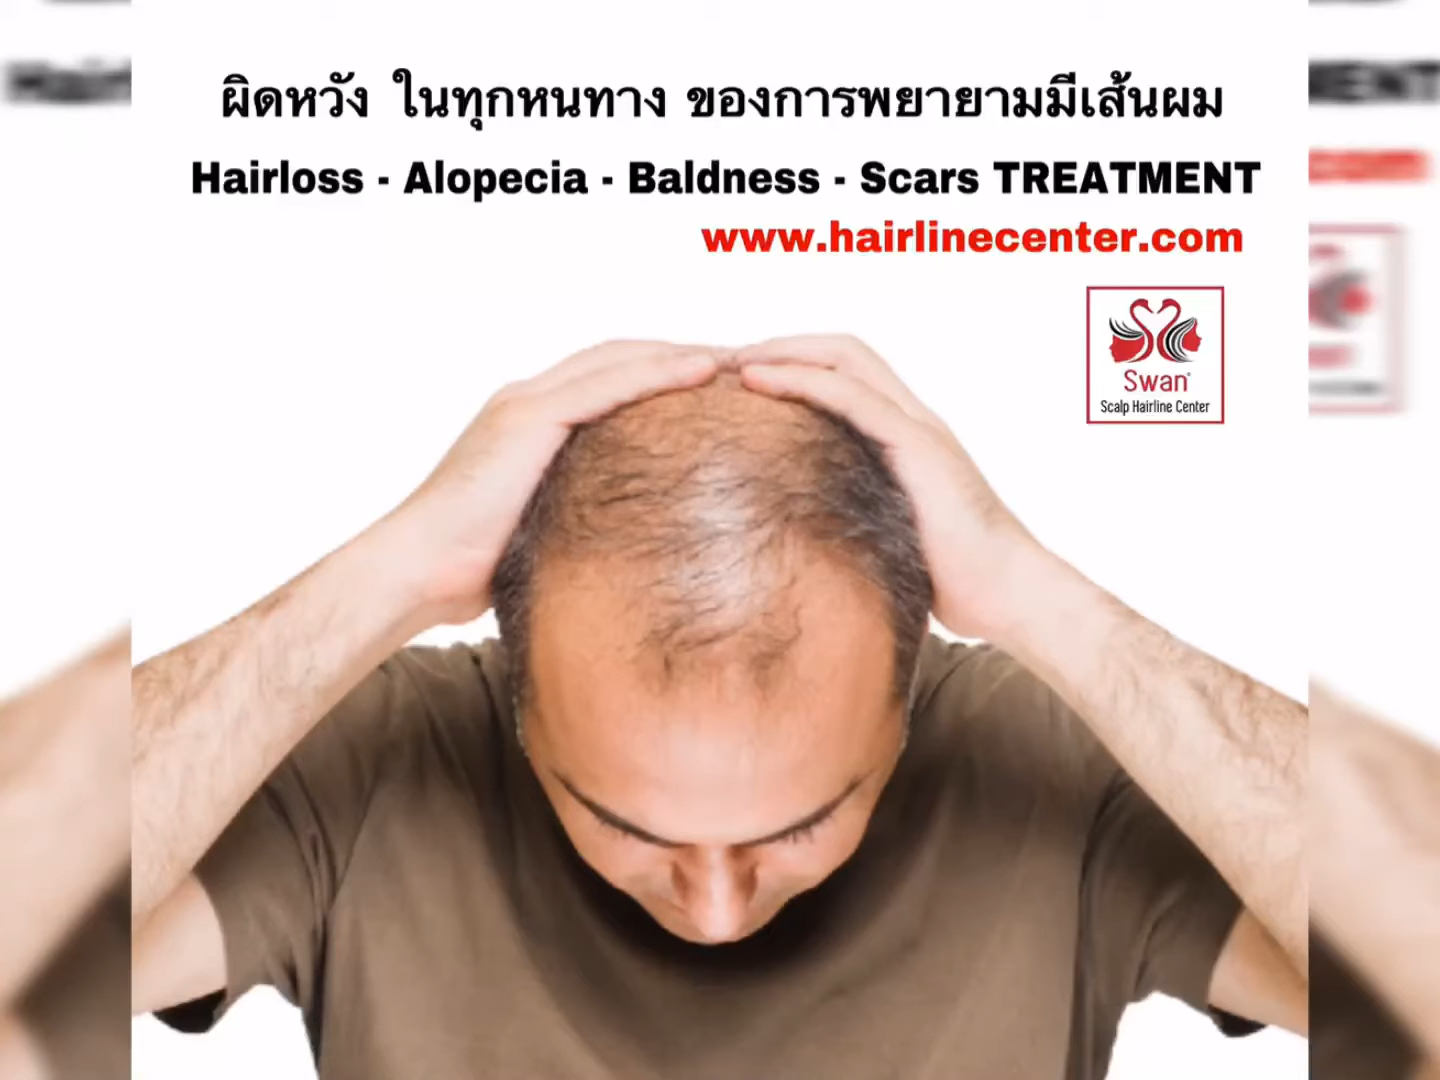 ผิดหวัง ในทุกหนทาง ของการพยายามมีเส้นผม
Hairloss - Alopecia - Baldness - Scars TREATMENT
www.hairlinecenter.com
Swan®
Scalp Hairline Center